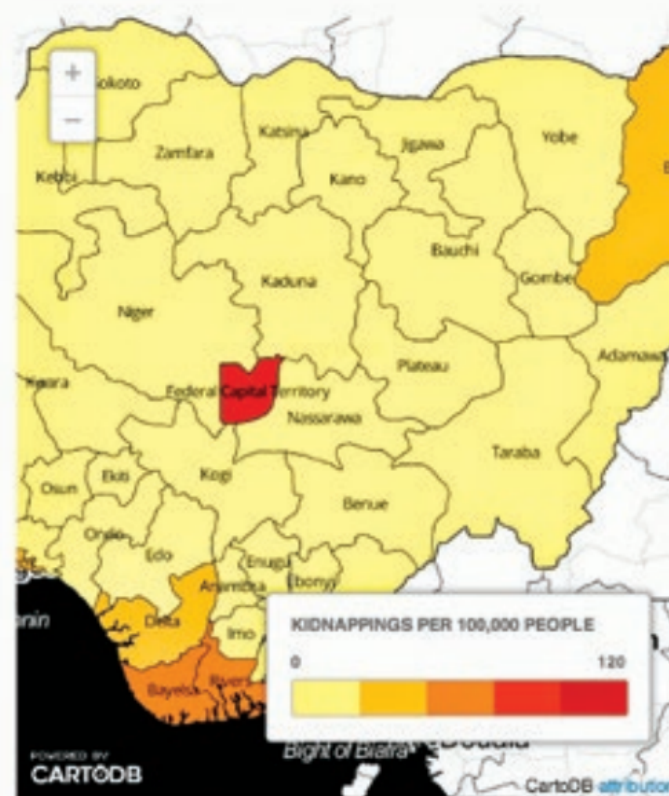 +
okoto
−
Katsina
Jigawa
Yobe
Zamfara
Kano
Kebbi
Bauchi
Gombe
Kaduna
Niger
Adamawa
Plateau
Kwara
Federal Capital Territory
Nassarawa
Taraba
Kogi
Ekiti
Osun
Benue
Ondo
Edo
Enugu
Anambra
Ebonyi
Delta
Imo
Bayelsa
Rivers
KIDNAPPINGS PER 100,000 PEOPLE
0 120
Bight of Biafra
POWERED BY
CARTODB
CartoDB attribution